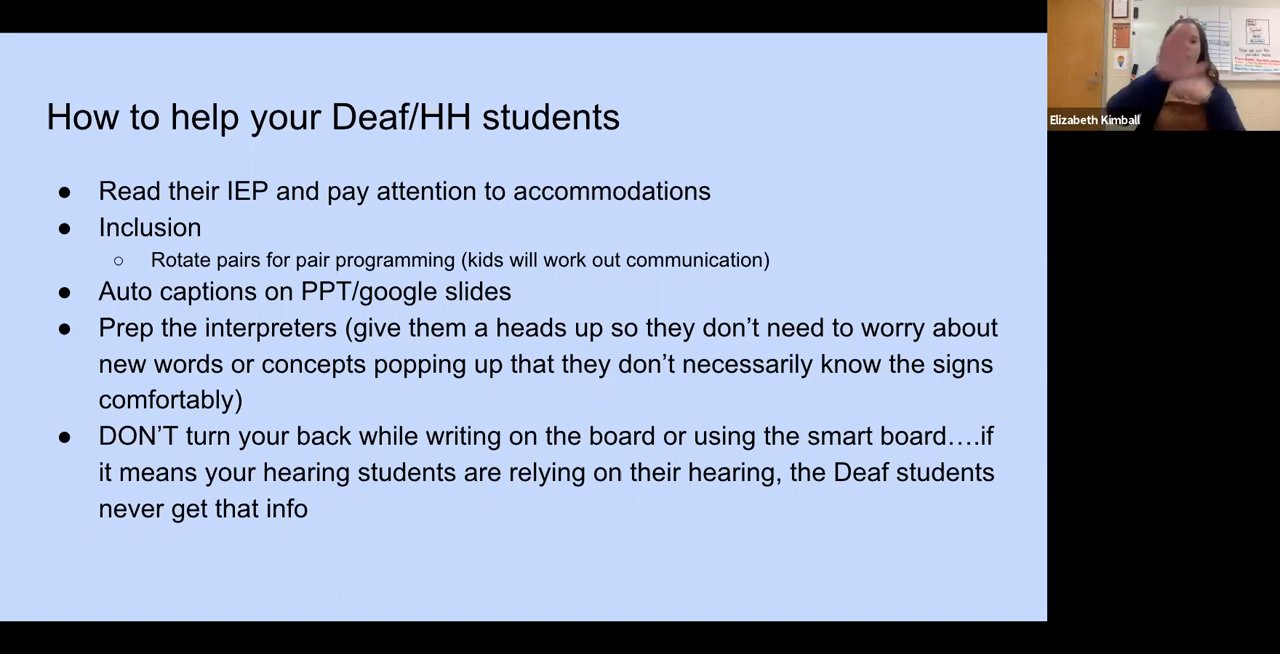 How to help your Deaf/HH students
● Read their IEP and pay attention to accommodations
● Inclusion
○ Rotate pairs for pair programming (kids will work out communication)
● Auto captions on PPT/google slides
● Prep the interpreters (give them a heads up so they don’t need to worry about
new words or concepts popping up that they don’t necessarily know the signs
comfortably)
● DON’T turn your back while writing on the board or using the smart board….if
it means your hearing students are relying on their hearing, the Deaf students
never get that info
Elizabeth Kimball